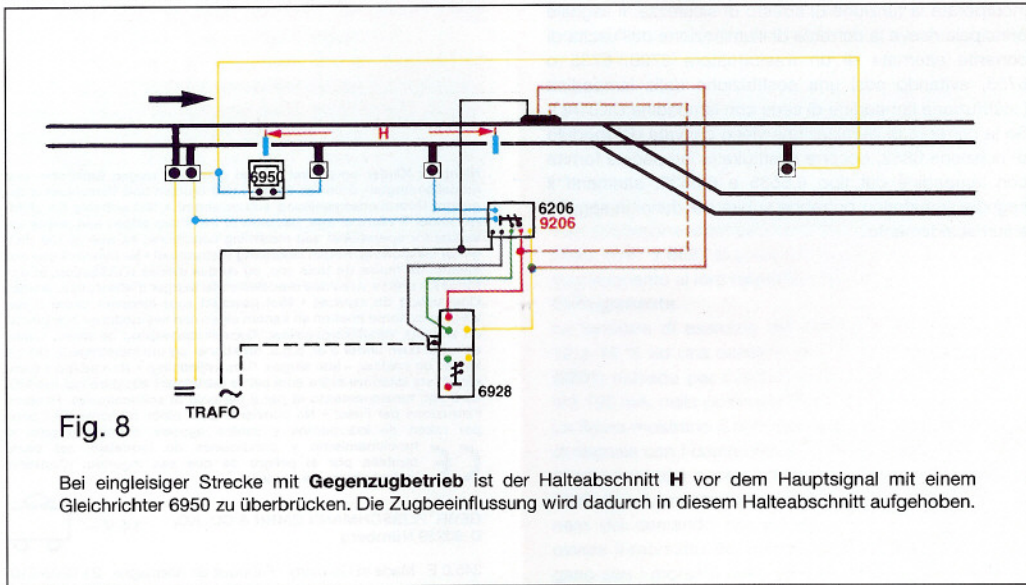 H
6950
6206
9206
6928
TRAFO
Fig. 8
Bei eingleisiger Strecke mit Gegenzugbetrieb ist der Halteabschnitt H vor dem Hauptsignal mit einem
Gleichrichter 6950 zu überbrücken. Die Zugbeeinflussung wird dadurch in diesem Halteabschnitt aufgehoben.